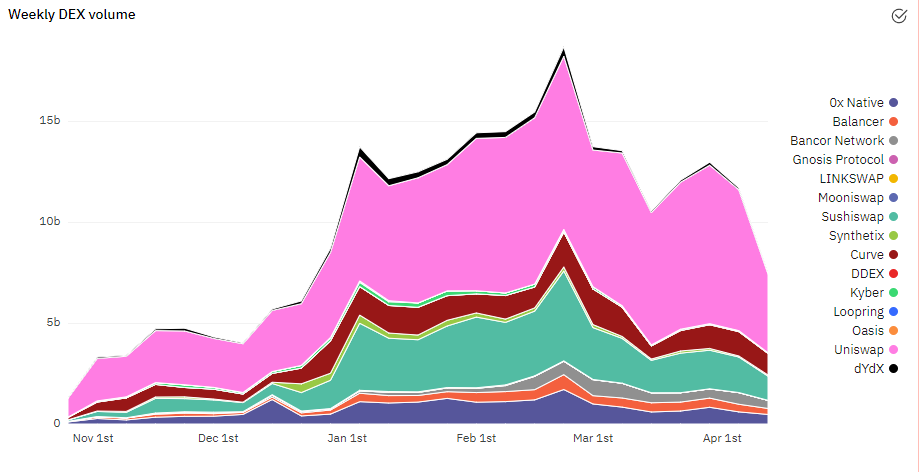 Weekly DEX volume
15b
10b
5b
0
Nov 1st
Dec 1st
Jan 1st
Feb 1st
Mar 1st
Apr 1st
0x Native
Balancer
Bancor Network
Gnosis Protocol
LINKSWAP
Mooniswap
Sushiswap
Synthetix
Curve
DDEX
Kyber
Loopring
Oasis
Uniswap
dYdX